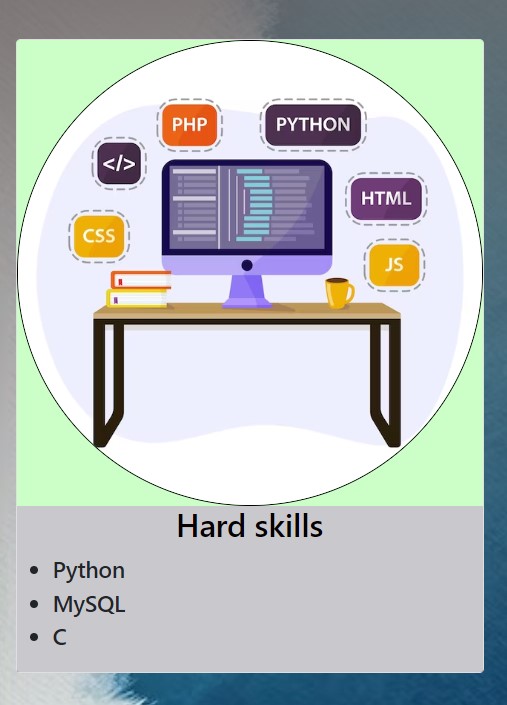 PHP
PYTHON
</>
HTML
CSS
JS
Hard skills
Python
MySQL
C